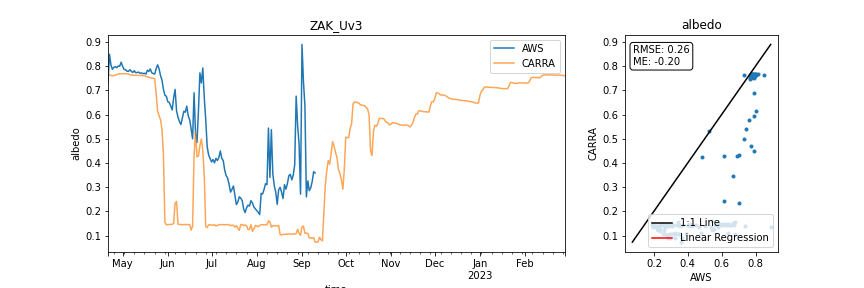 ZAK_Uv3
albedo
0.9
0.8
0.7
0.6
0.5
0.4
0.3
0.2
0.1
albedo
AWS
CARRA
May
Jun
Jul
Aug
Sep
Oct
Nov
Dec
Jan
Feb
2023
time
RMSE: 0.26
ME: -0.20
0.9
0.8
0.7
0.6
0.5
0.4
0.3
0.2
0.1
CARRA
1:1 Line
Linear Regression
0.2
0.4
0.6
0.8
AWS